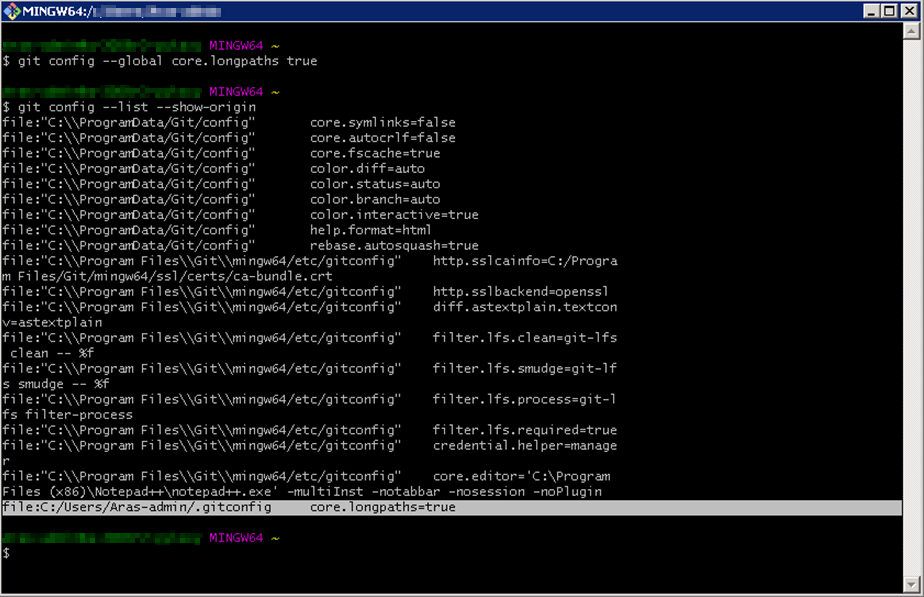 MINGW64:/
MINGW64 ~
$ git config --global core.longpaths true
MINGW64 ~
$ git config --list --show-origin
file:"C:\\ProgramData/Git/config" core.symlinks=false
file:"C:\\ProgramData/Git/config" core.autocrlf=false
file:"C:\\ProgramData/Git/config" core.fscache=true
file:"C:\\ProgramData/Git/config" color.diff=auto
file:"C:\\ProgramData/Git/config" color.status=auto
file:"C:\\ProgramData/Git/config" color.branch=auto
file:"C:\\ProgramData/Git/config" color.interactive=true
file:"C:\\ProgramData/Git/config" help.format=html
file:"C:\\ProgramData/Git/config" rebase.autosquash=true
file:"C:\\Program Files\\Git\\mingw64/etc/gitconfig" http.sslcainfo=C:/Progra
m Files/Git/mingw64/ssl/certs/ca-bundle.crt
file:"C:\\Program Files\\Git\\mingw64/etc/gitconfig" http.sslbackend=openssl
file:"C:\\Program Files\\Git\\mingw64/etc/gitconfig" diff.astextplain.textcon
v=astextplain
file:"C:\\Program Files\\Git\\mingw64/etc/gitconfig" filter.lfs.clean=git-lfs
clean -- %f
file:"C:\\Program Files\\Git\\mingw64/etc/gitconfig" filter.lfs.smudge=git-lf
s smudge -- %f
file:"C:\\Program Files\\Git\\mingw64/etc/gitconfig" filter.lfs.process=git-l
fs filter-process
file:"C:\\Program Files\\Git\\mingw64/etc/gitconfig" filter.lfs.required=true
file:"C:\\Program Files\\Git\\mingw64/etc/gitconfig" credential.helper=manage
r
file:"C:\\Program Files\\Git\\mingw64/etc/gitconfig" core.editor='C:\Program
Files (x86)\Notepad++\notepad++.exe' -multiInst -notabbar -nosession -noPlugin
file:C:/Users/Aras-admin/.gitconfig core.longpaths=true
MINGW64 ~
$